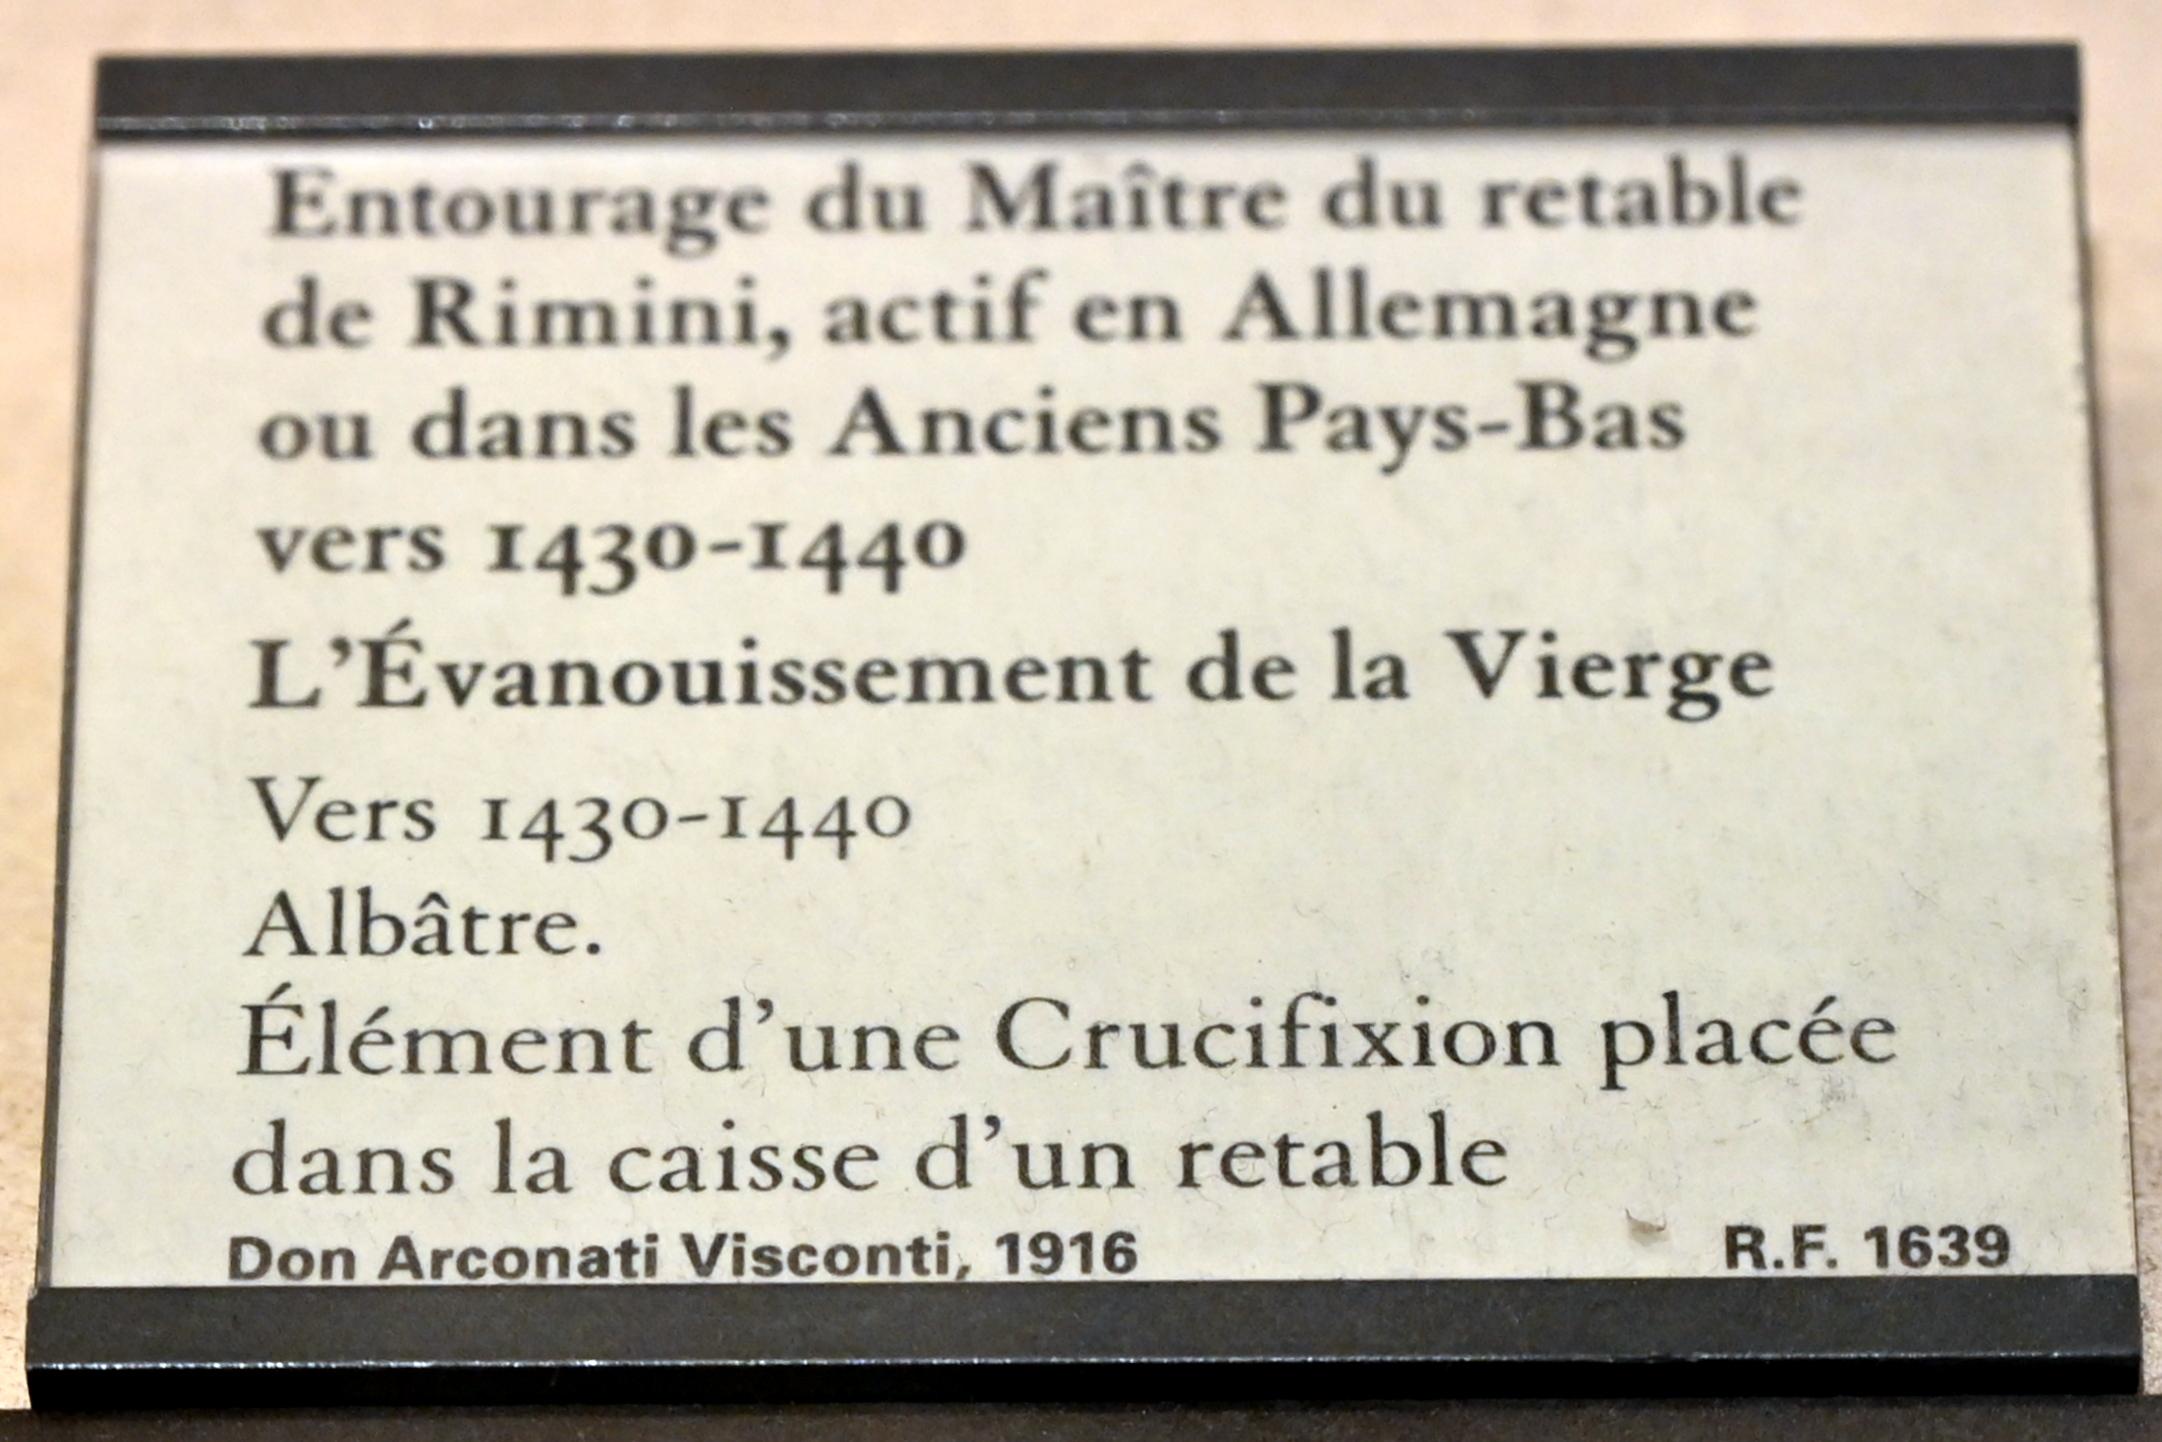 Entourage du Maître du retable
de Rimini, actif en Allemagne
ou dans les Anciens Pays-Bas
vers 1430-1440
L'Évanouissement de la Vierge
Vers 1430-1440
Albâtre.
Élément d'une Crucifixion placée
dans la caisse d'un retable
Don Arconati Visconti, 1916 R.F. 1639